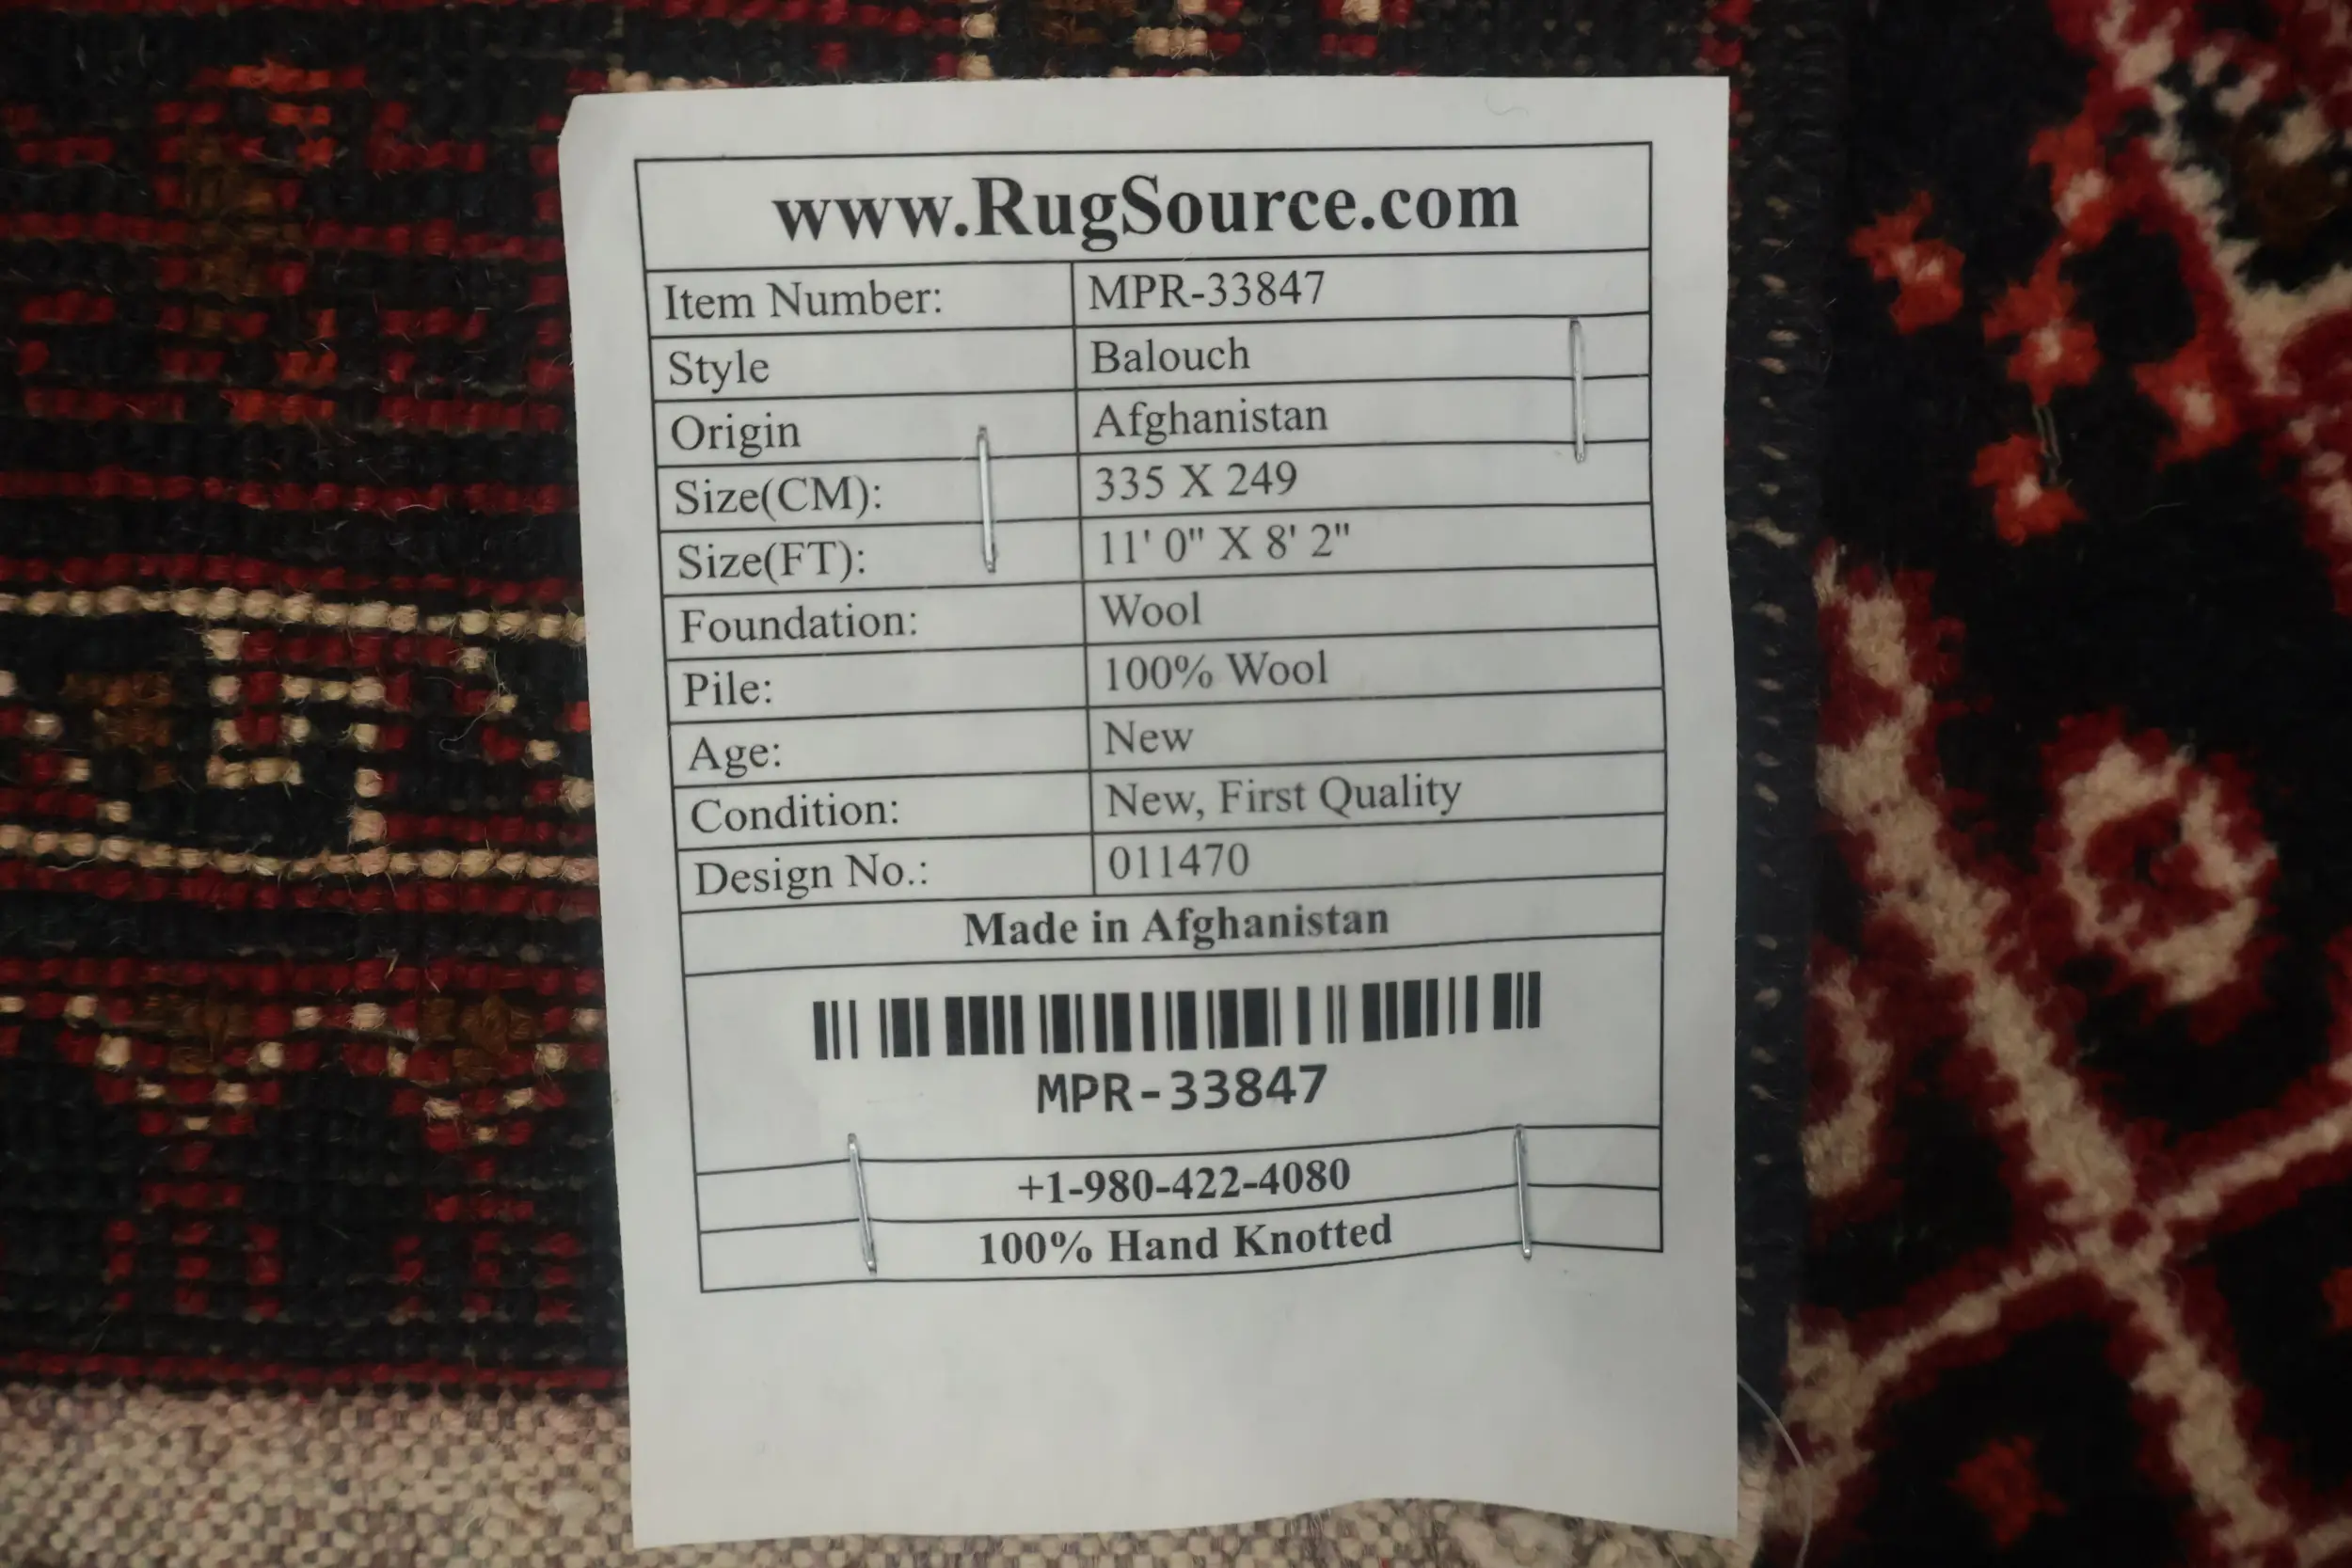 www.RugSource.com
Item Number: MPR-33847
Style Balouch
Origin Afghanistan
Size(CM): 335 X 249
Size(FT): 11' 0" X 8' 2"
Foundation: Wool
Pile: 100% Wool
Age: New
Condition: New, First Quality
Design No.: 011470
Made in Afghanistan
MPR-33847
+1-980-422-4080
100% Hand Knotted